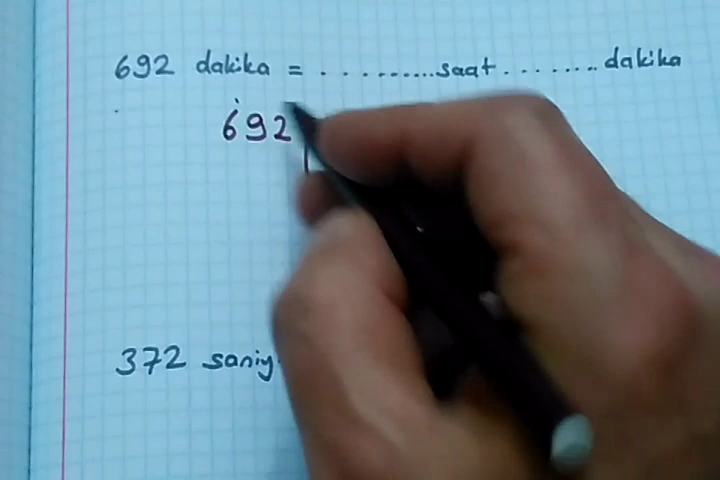 692 dakika = ..........saat........dakika
692
372